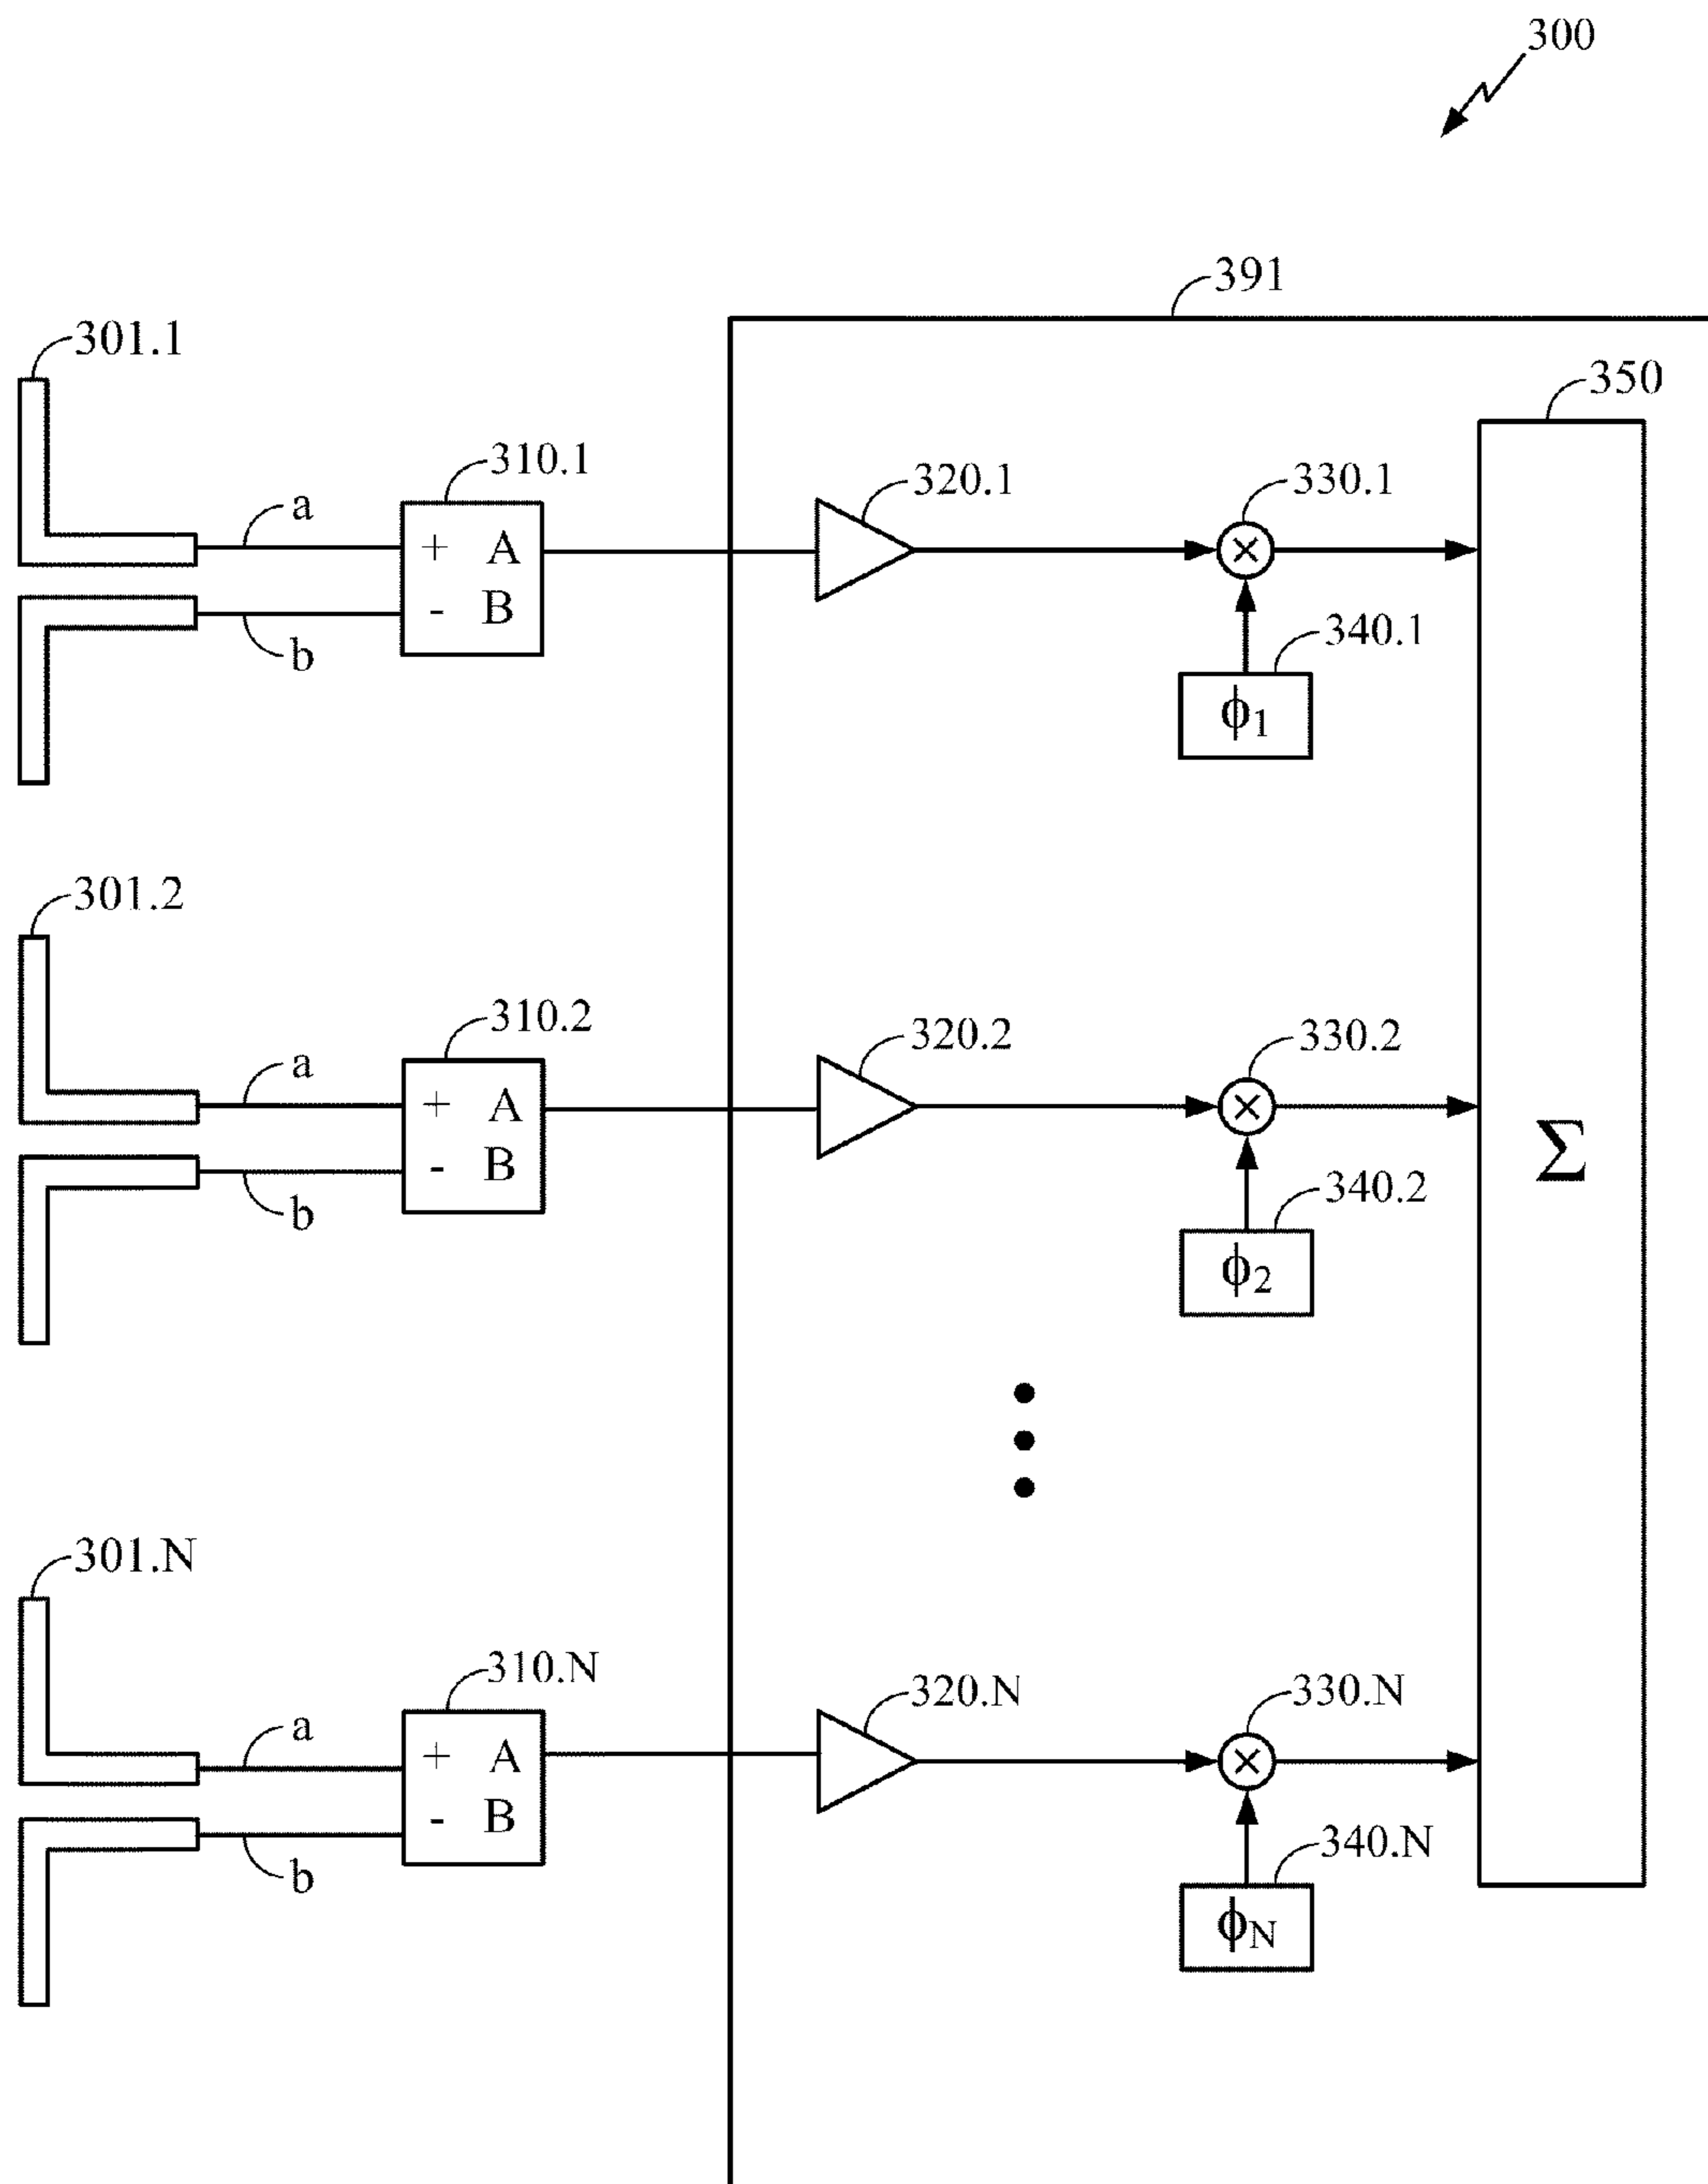 300
391
301.1
350
310.1
320.1
330.1
a
+ A
- B
b
340.1
ϕ1
301.2
310.2
320.2
330.2
a
+ A
- B
b
Σ
340.2
ϕ2
301.N
310.N
320.N
330.N
a
+ A
- B
b
340.N
ϕN